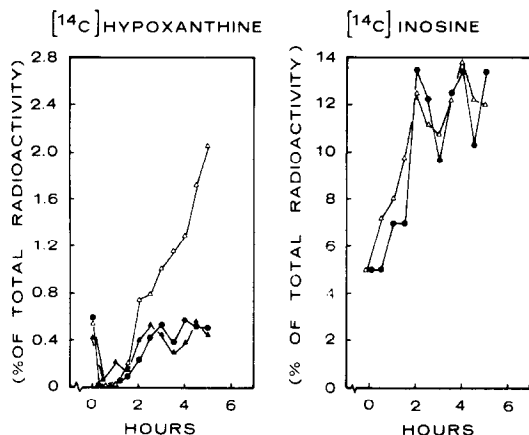 [14C] HYPOXANTHINE
(% OF TOTAL RADIOACTIVITY)
2.8
2.4
2.0
1.6
1.2
0.8
0.4
0
0 2 4 6
HOURS
[14C] INOSINE
(% OF TOTAL RADIOACTIVITY)
14
12
10
8
6
4
2
0
0 2 4 6
HOURS